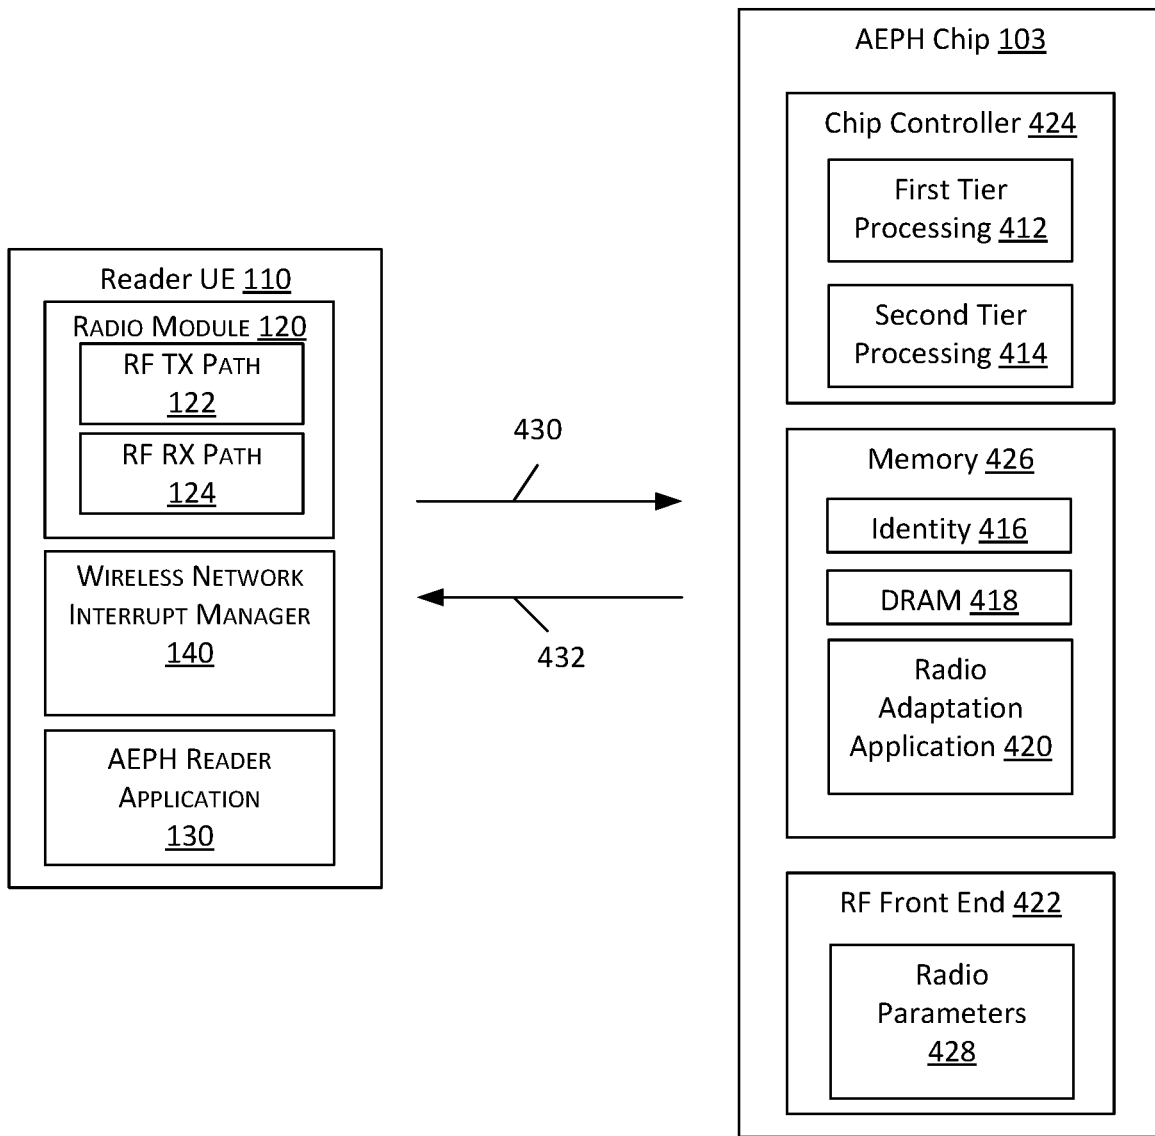 Reader UE 110
RADIO MODULE 120
RF TX PATH
122
RF RX PATH
124
WIRELESS NETWORK
INTERRUPT MANAGER
140
AEPH READER
APPLICATION
130
430
432
AEPH Chip 103
Chip Controller 424
First Tier
Processing 412
Second Tier
Processing 414
Memory 426
Identity 416
DRAM 418
Radio
Adaptation
Application 420
RF Front End 422
Radio
Parameters
428